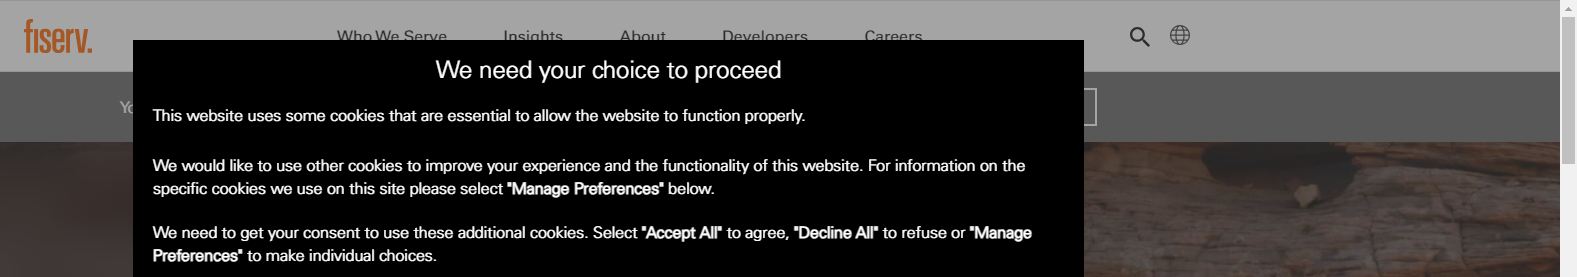 fiserv.
Who We Serve Insights About Developers Careers
We need your choice to proceed
This website uses some cookies that are essential to allow the website to function properly.
We would like to use other cookies to improve your experience and the functionality of this website. For information on the
specific cookies we use on this site please select "Manage Preferences" below.
We need to get your consent to use these additional cookies. Select "Accept All" to agree, "Decline All" to refuse or "Manage
Preferences" to make individual choices.